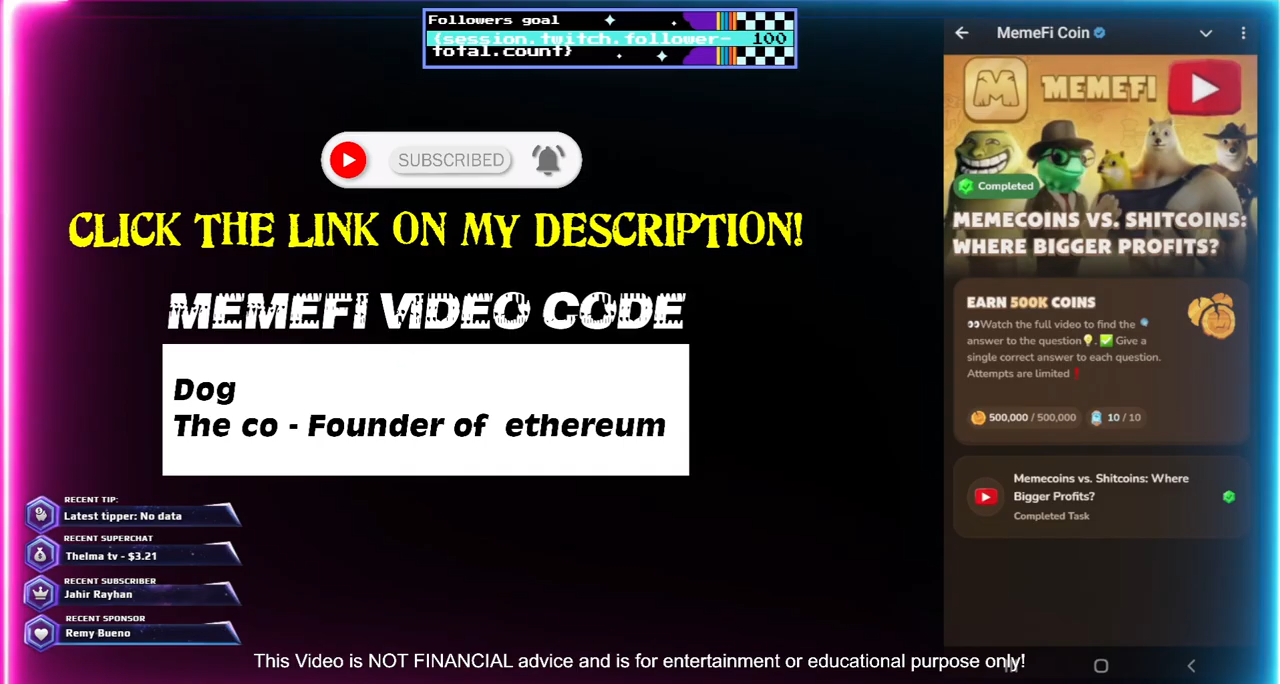 Followers goal
{session.twitch.follower-
total.count}
100
SUBSCRIBED
CLICK THE LINK ON MY DESCRIPTION!
MEMEFI VIDEO CODE
Dog
The co - Founder of ethereum
RECENT TIP:
Latest tipper: No data
RECENT SUPERCHAT
Thelma tv - $3.21
RECENT SUBSCRIBER
Jahir Rayhan
RECENT SPONSOR
Remy Bueno
MemeFi Coin
M MEMEFI
Completed
MEMECOINS VS. SHITCOINS:
WHERE BIGGER PROFITS?
EARN 500K COINS
👀Watch the full video to find the
answer to the question💡. ✅ Give a
single correct answer to each question.
Attempts are limited❗
500,000 / 500,000 10 / 10
Memecoins vs. Shitcoins: Where
Bigger Profits?
Completed Task
This Video is NOT FINANCIAL advice and is for entertainment or educational purpose only!